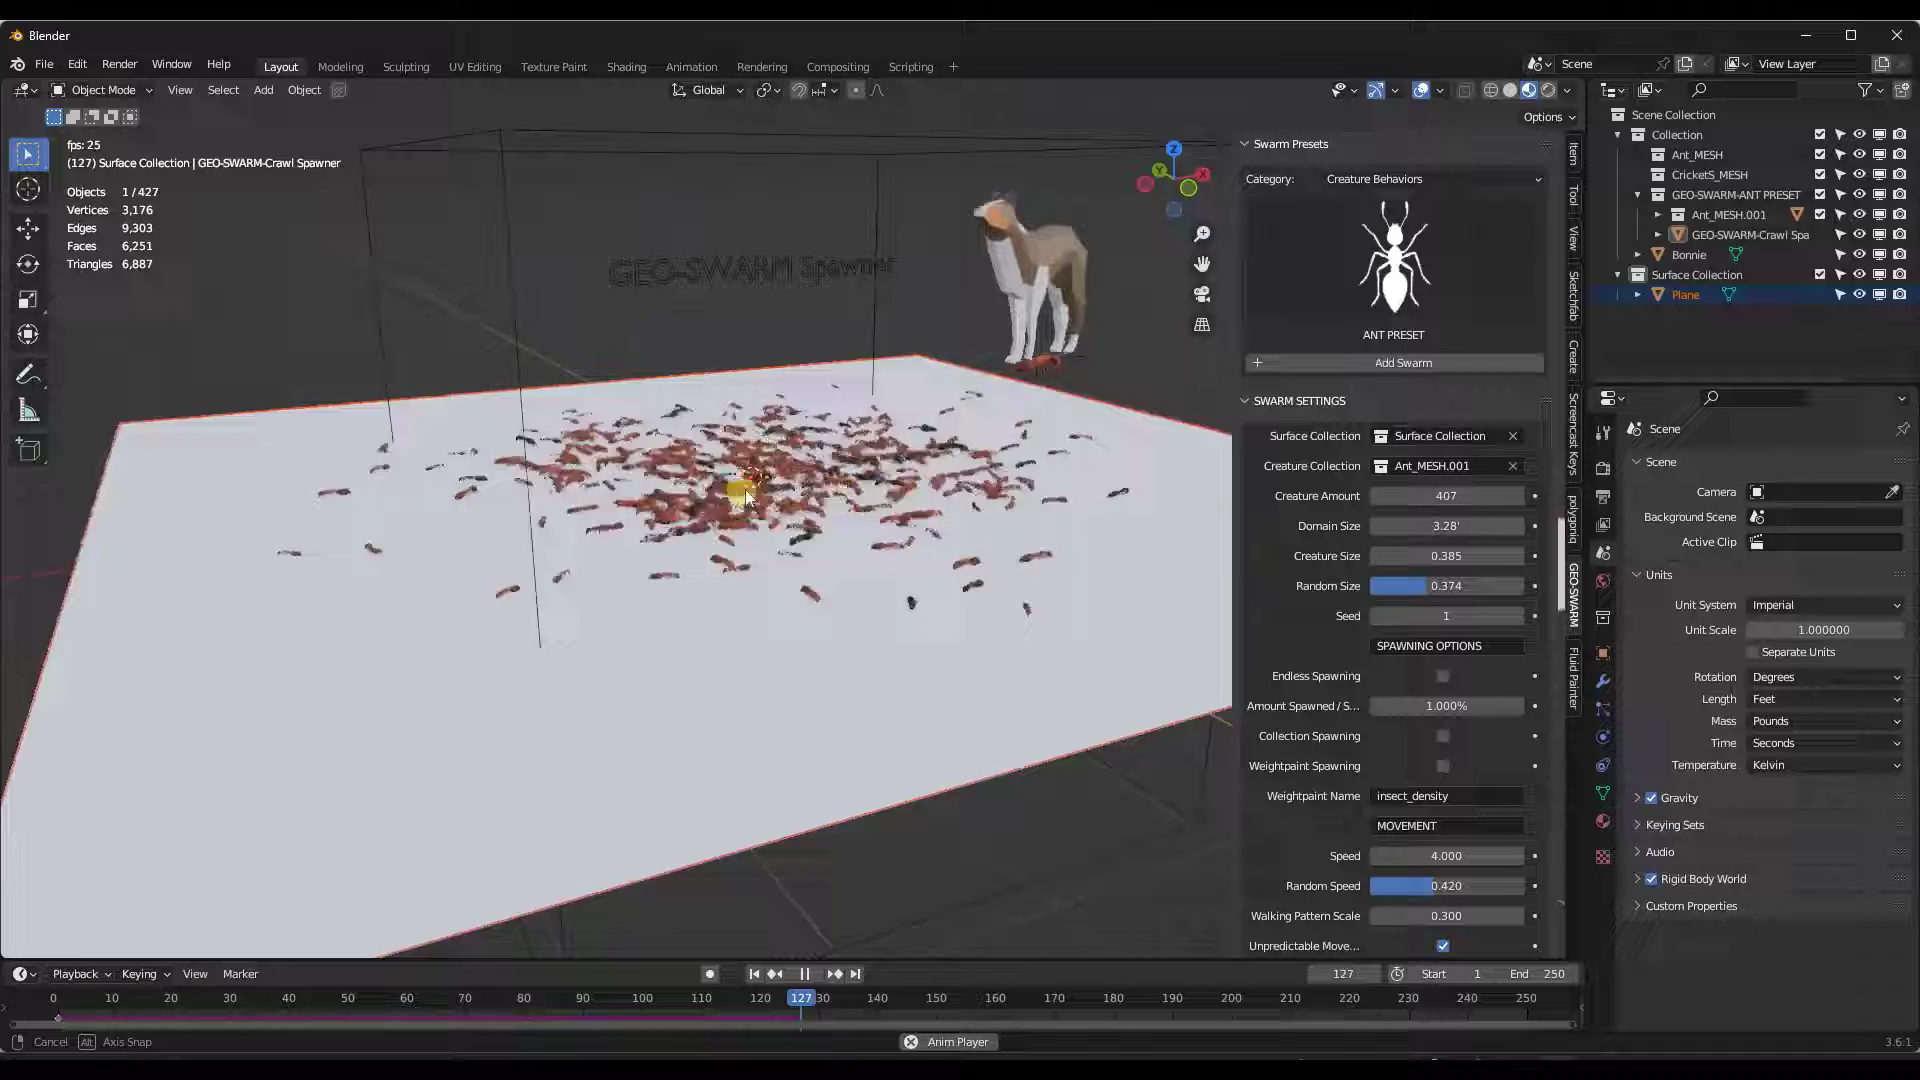 Blender
File Edit Render Window Help
Layout Modeling Sculpting UV Editing Texture Paint Shading Animation Rendering Compositing Scripting +
Scene
View Layer
Object Mode View Select Add Object
Global
Options
fps: 25
(127) Surface Collection | GEO-SWARM-Crawl Spawner
Objects 1 / 427
Vertices 3,176
Edges 9,303
Faces 6,251
Triangles 6,887
GEO-SWARM Spawner
Z
Y
X
Swarm Presets
Category: Creature Behaviors
ANT PRESET
+ Add Swarm
SWARM SETTINGS
Surface Collection Surface Collection
Creature Collection Ant_MESH.001
Creature Amount 407
Domain Size 3.28'
Creature Size 0.385
Random Size 0.374
Seed 1
SPAWNING OPTIONS
Endless Spawning
Amount Spawned / S... 1.000%
Collection Spawning
Weightpaint Spawning
Weightpaint Name insect_density
MOVEMENT
Speed 4.000
Random Speed 0.420
Walking Pattern Scale 0.300
Unpredictable Move...
Item
Tool
View
Sketchfab
Create
Screencast Keys
polygoniq
GEO-SWARM
Fluid Painter
Scene Collection
Collection
Ant_MESH
CricketS_MESH
GEO-SWARM-ANT PRESET
Ant_MESH.001
GEO-SWARM-Crawl Spa
Bonnie
Surface Collection
Plane
Scene
Scene
Camera
Background Scene
Active Clip
Units
Unit System Imperial
Unit Scale 1.000000
Separate Units
Rotation Degrees
Length Feet
Mass Pounds
Time Seconds
Temperature Kelvin
Gravity
Keying Sets
Audio
Rigid Body World
Custom Properties
Playback Keying View Marker
127 Start 1 End 250
0 10 20 30 40 50 60 70 80 90 100 110 120 127 30 140 150 160 170 180 190 200 210 220 230 240 250
Cancel Alt Axis Snap
Anim Player
3.6.1